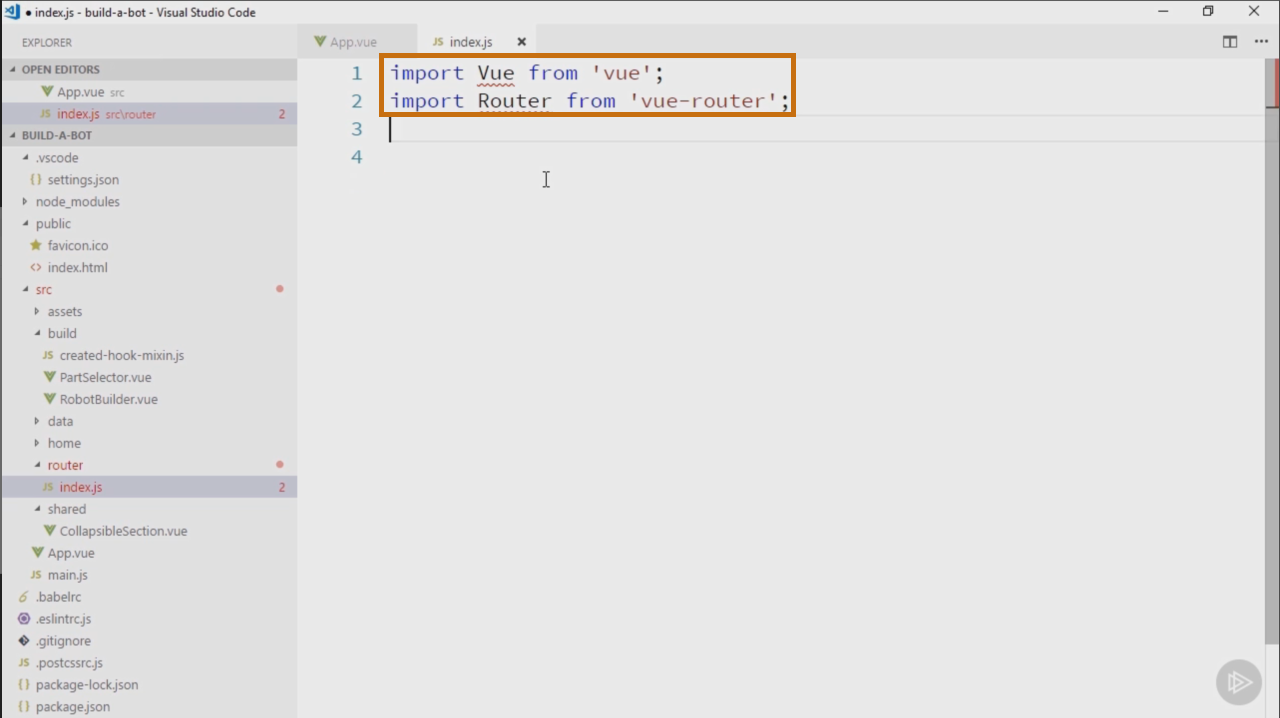 ● index.js - build-a-bot - Visual Studio Code
EXPLORER
OPEN EDITORS
App.vue src
index.js src\router 2
BUILD-A-BOT
.vscode
{} settings.json
node_modules
public
favicon.ico
<> index.html
src
assets
build
JS created-hook-mixin.js
PartSelector.vue
RobotBuilder.vue
data
home
router
JS index.js 2
shared
CollapsibleSection.vue
App.vue
JS main.js
.babelrc
.eslintrc.js
.gitignore
JS .postcssrc.js
{} package-lock.json
{} package.json
App.vue
JS index.js
1 import Vue from 'vue';
2 import Router from 'vue-router';
3
4